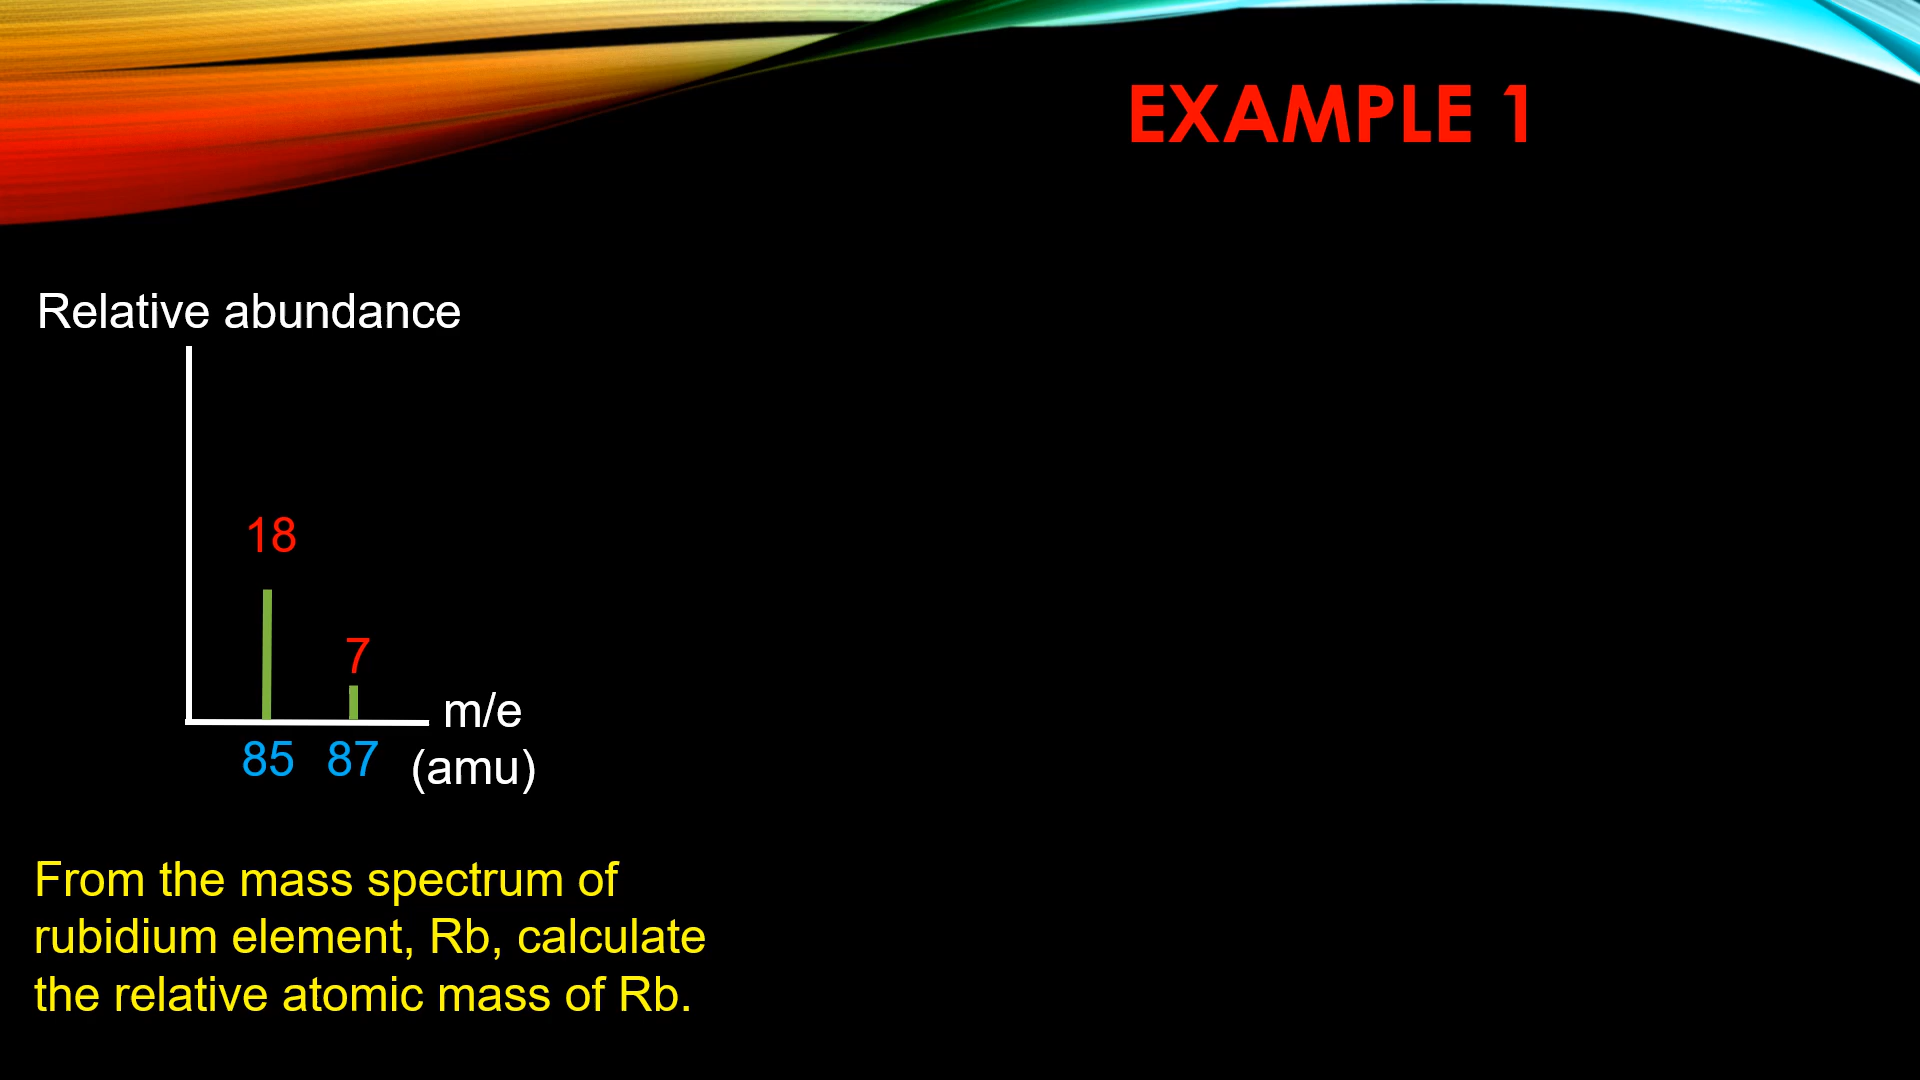 EXAMPLE 1
Relative abundance
18
7
m/e
85 87 (amu)
From the mass spectrum of
rubidium element, Rb, calculate
the relative atomic mass of Rb.